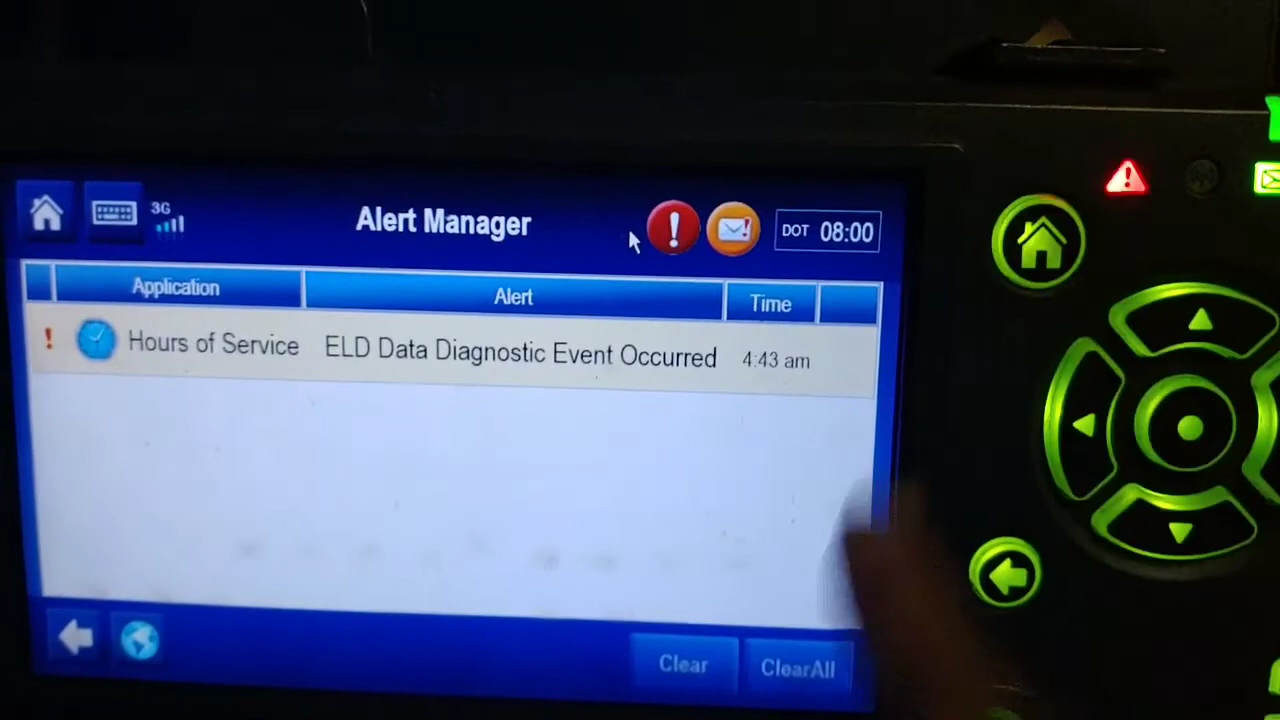 3G
Alert Manager
DOT 08:00
Application Alert Time
! Hours of Service ELD Data Diagnostic Event Occurred 4:43 am
Clear ClearAll